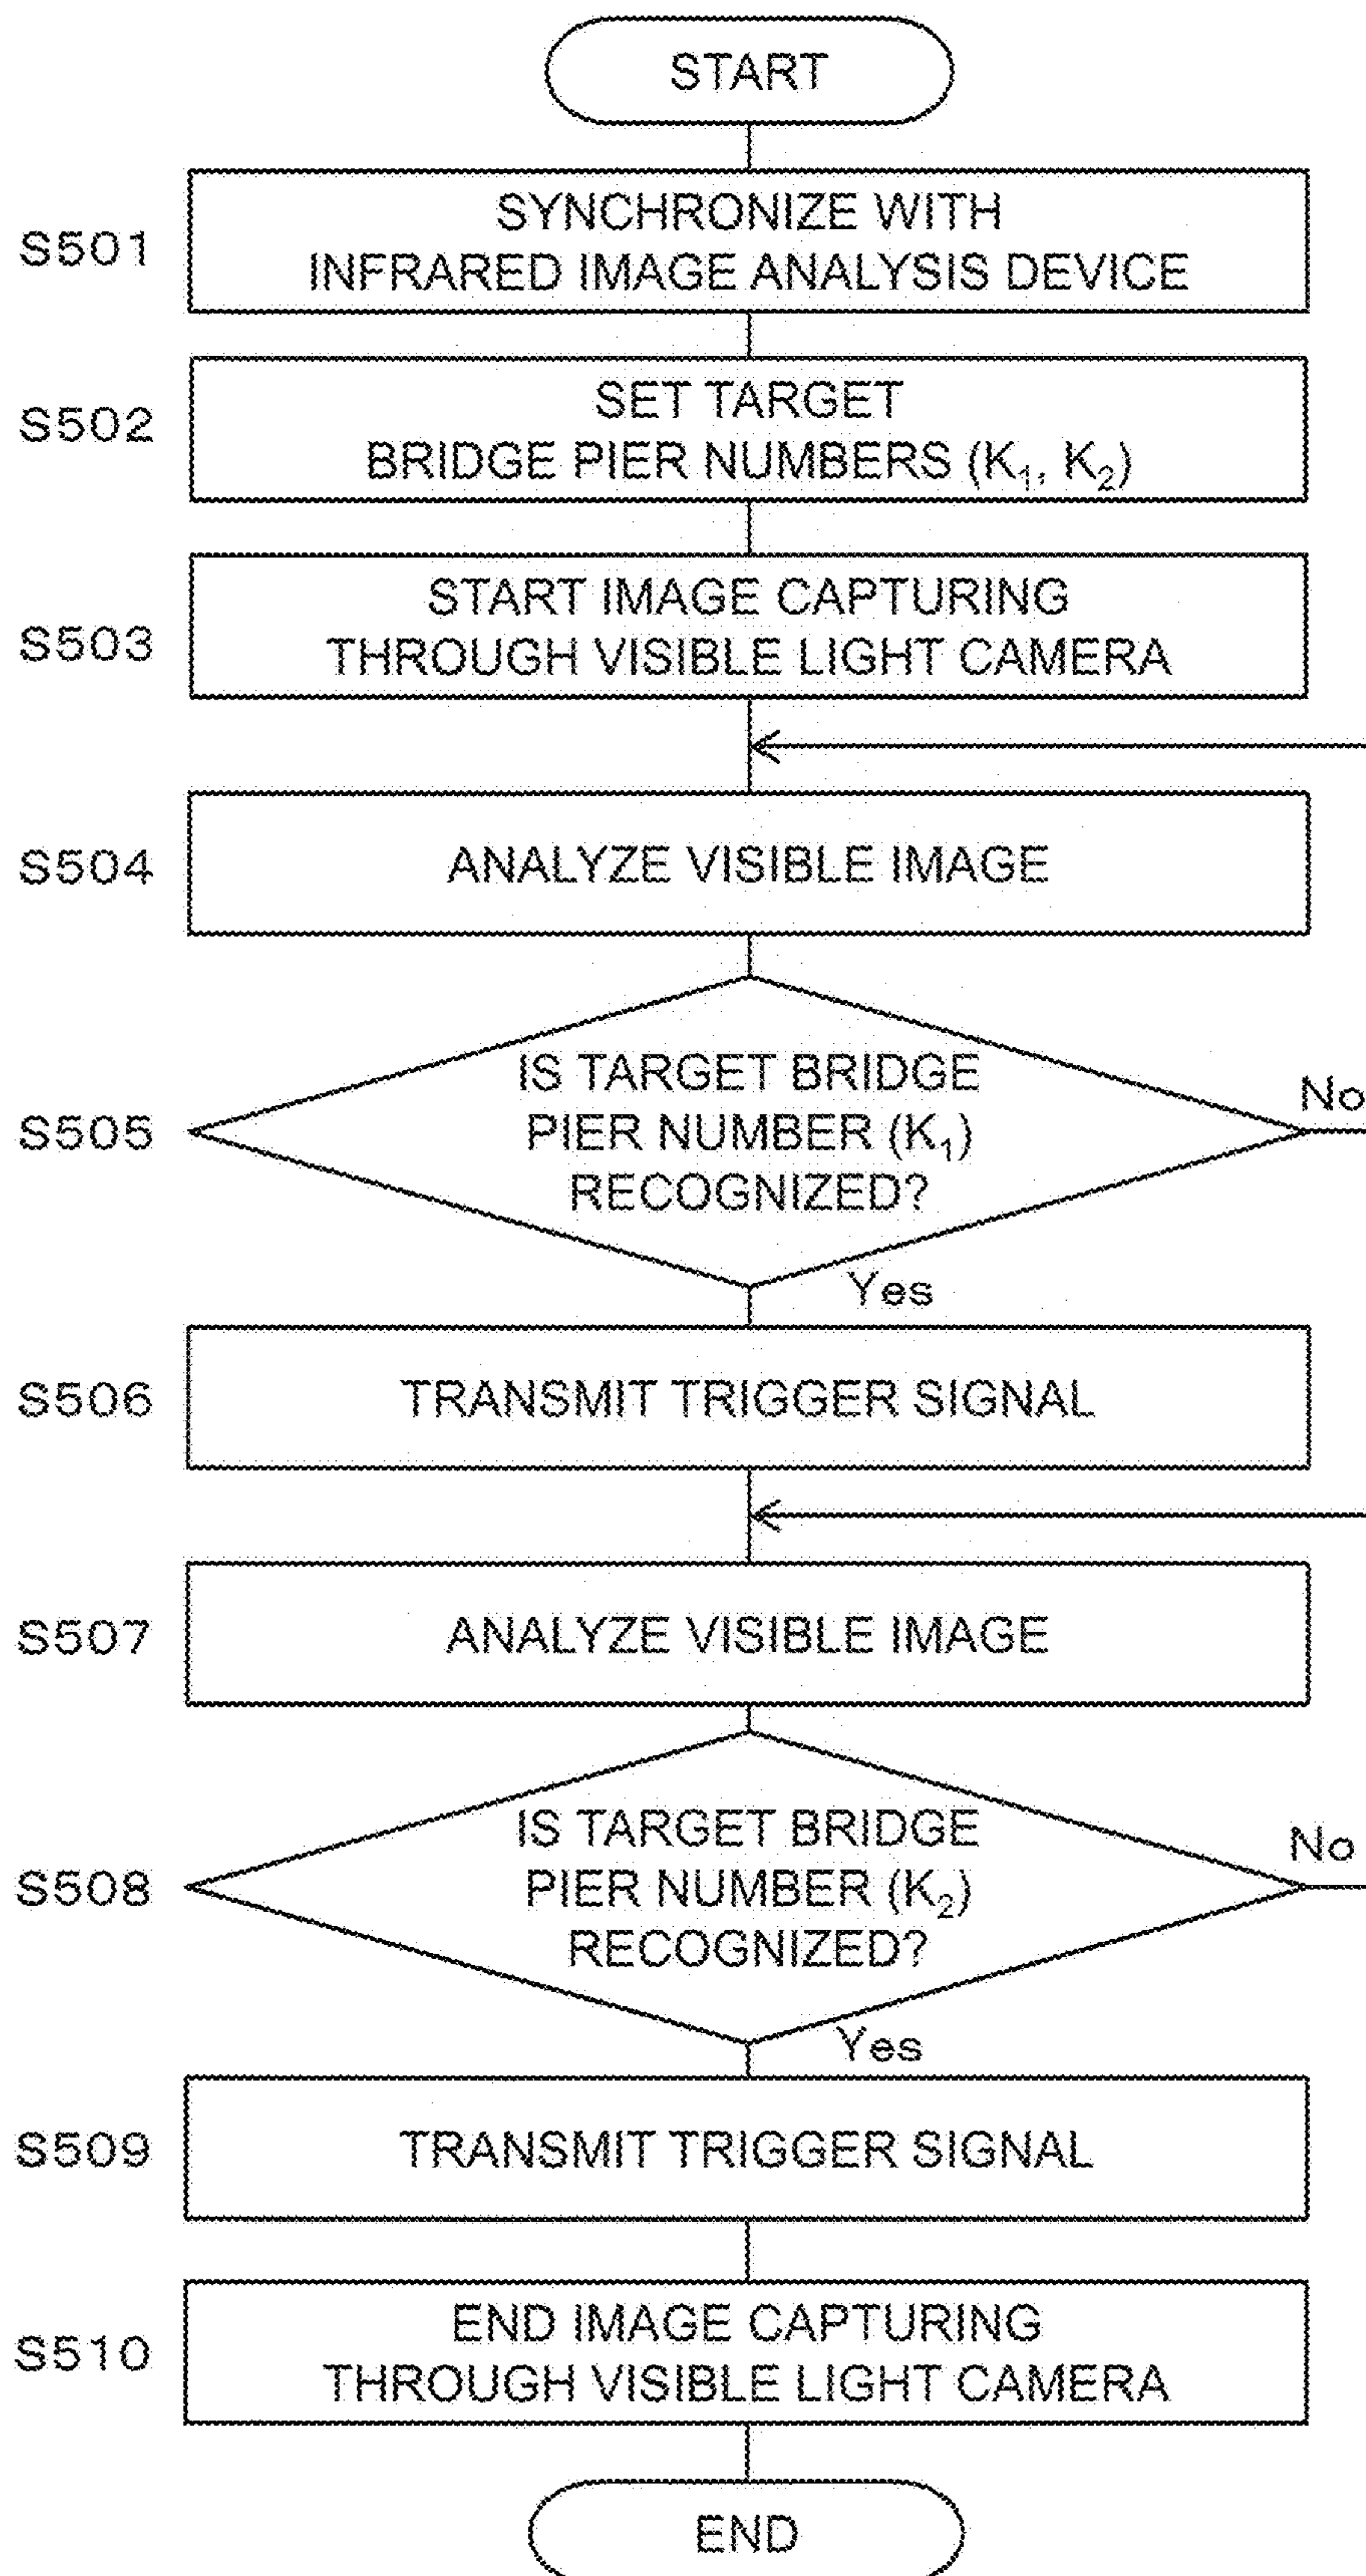 START
S501
SYNCHRONIZE WITH
INFRARED IMAGE ANALYSIS DEVICE
S502
SET TARGET
BRIDGE PIER NUMBERS (K₁, K₂)
S503
START IMAGE CAPTURING
THROUGH VISIBLE LIGHT CAMERA
S504
ANALYZE VISIBLE IMAGE
S505
IS TARGET BRIDGE
PIER NUMBER (K₁)
RECOGNIZED?
No
Yes
S506
TRANSMIT TRIGGER SIGNAL
S507
ANALYZE VISIBLE IMAGE
S508
IS TARGET BRIDGE
PIER NUMBER (K₂)
RECOGNIZED?
No
Yes
S509
TRANSMIT TRIGGER SIGNAL
S510
END IMAGE CAPTURING
THROUGH VISIBLE LIGHT CAMERA
END